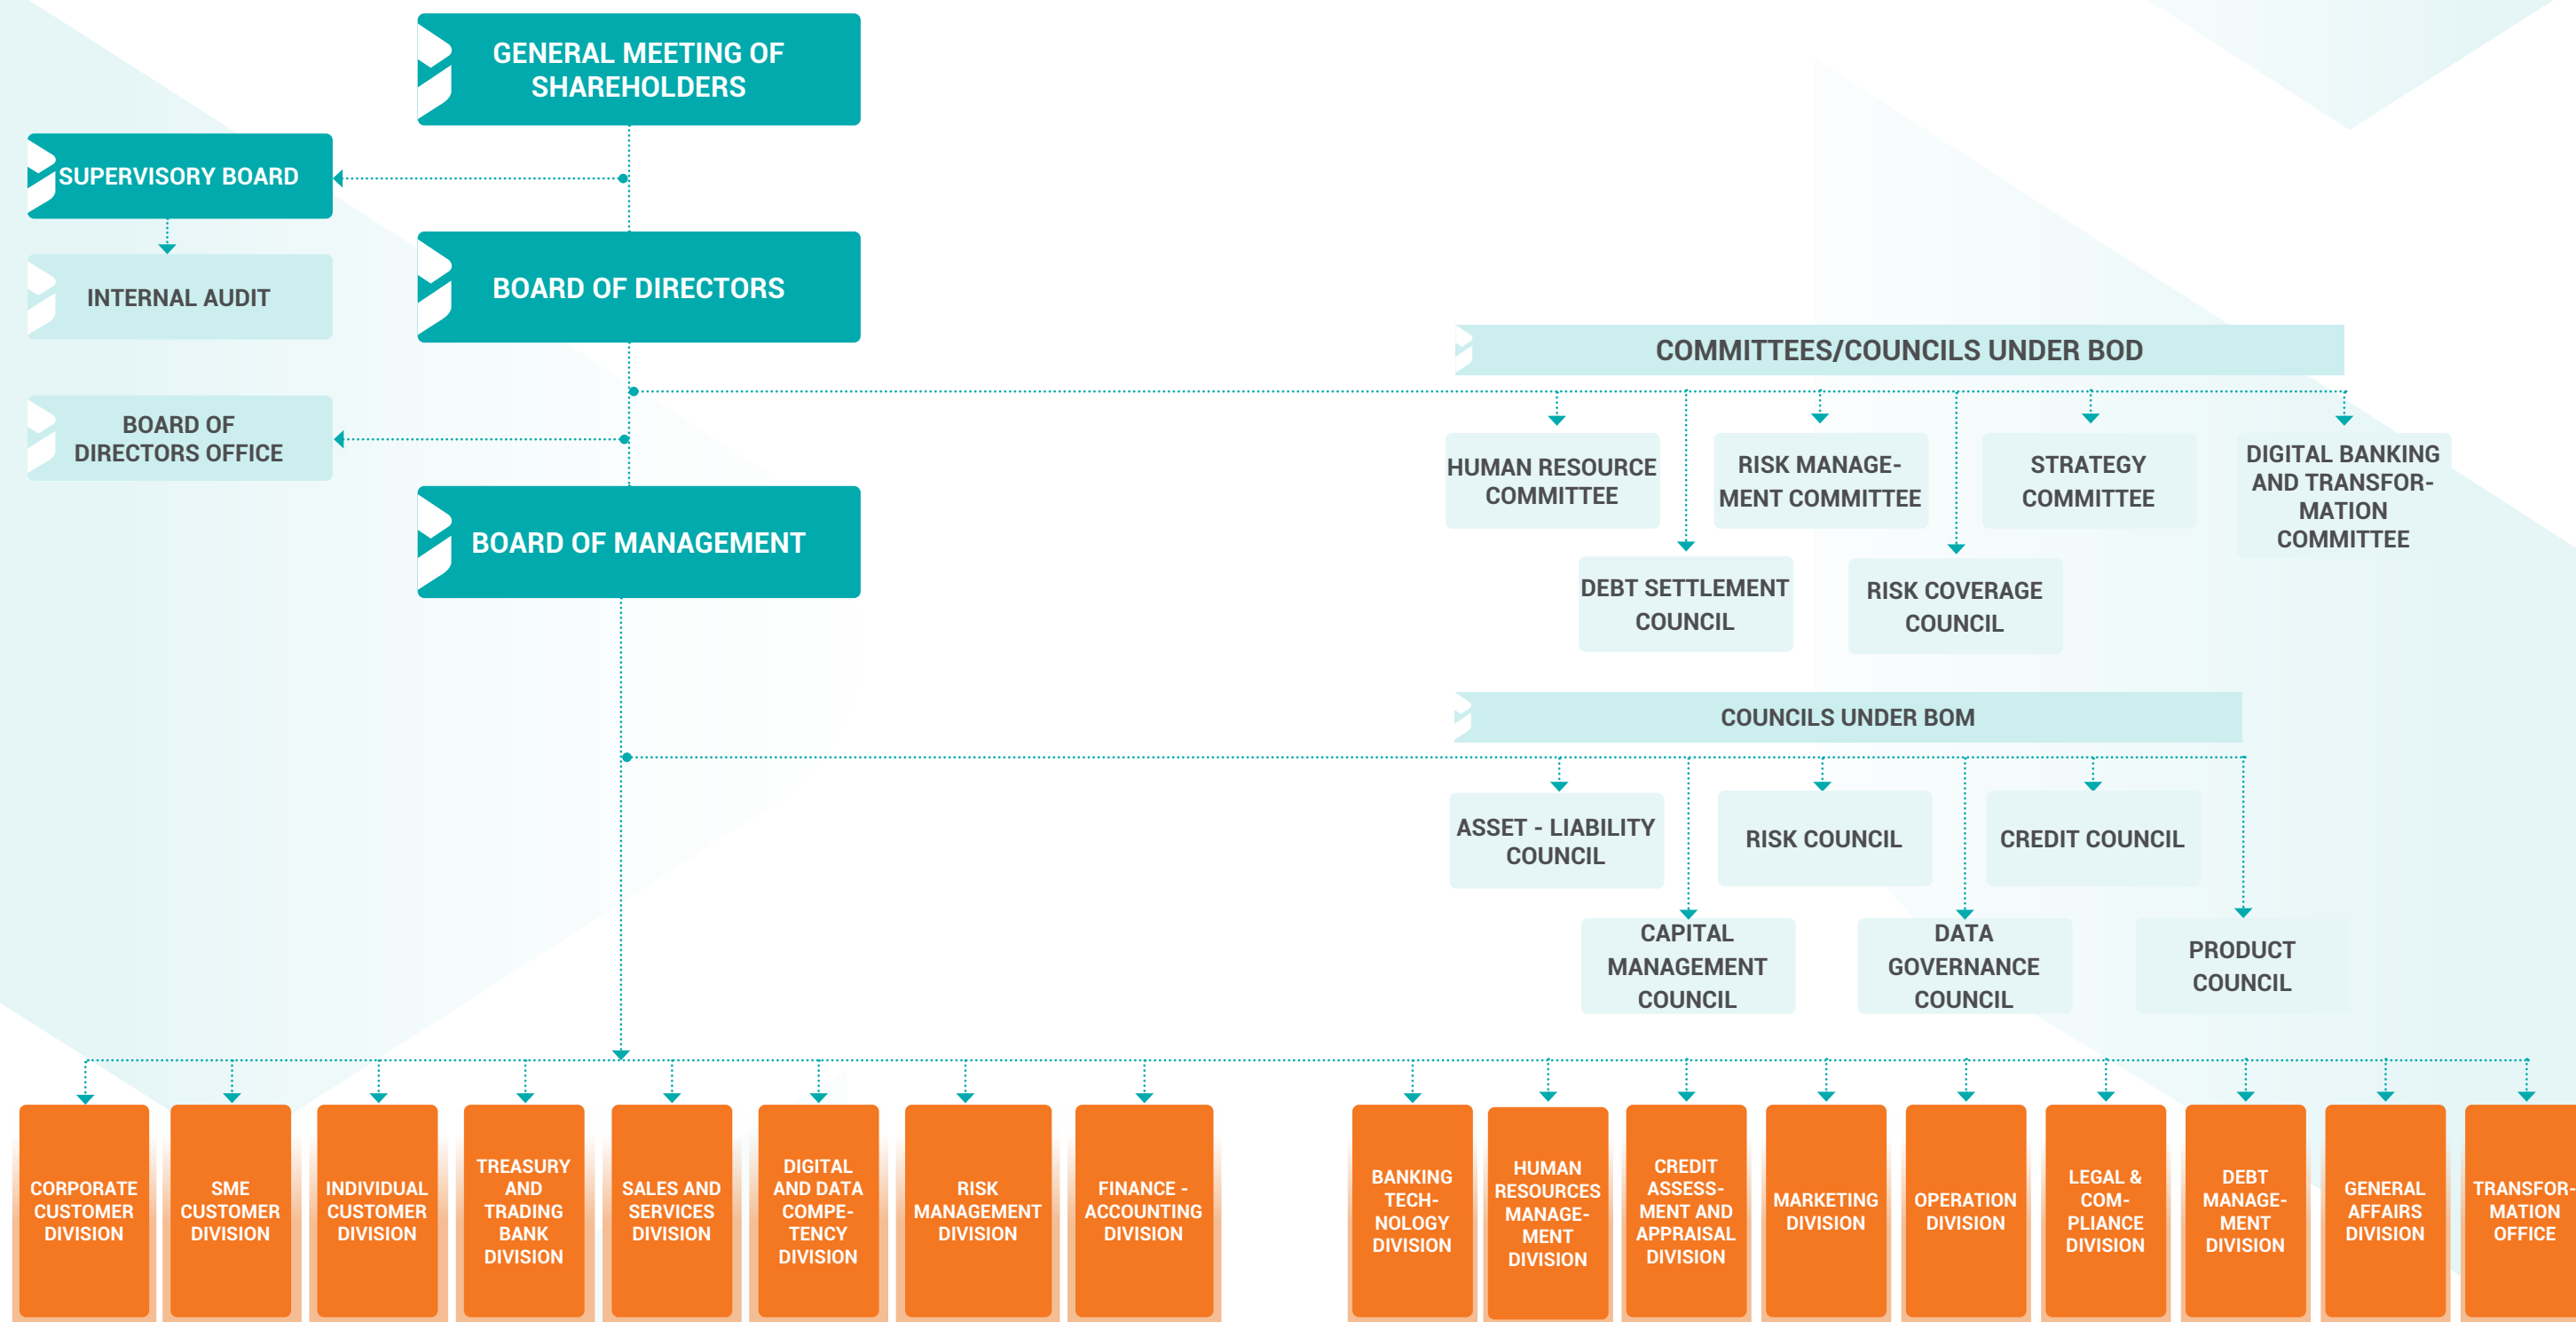 GENERAL MEETING OF
SHAREHOLDERS
SUPERVISORY BOARD
INTERNAL AUDIT
BOARD OF DIRECTORS
BOARD OF
DIRECTORS OFFICE
BOARD OF MANAGEMENT
COMMITTEES/COUNCILS UNDER BOD
HUMAN RESOURCE
COMMITTEE
RISK MANAGE-
MENT COMMITTEE
STRATEGY
COMMITTEE
DIGITAL BANKING
AND TRANSFOR-
MATION
COMMITTEE
DEBT SETTLEMENT
COUNCIL
RISK COVERAGE
COUNCIL
COUNCILS UNDER BOM
ASSET - LIABILITY
COUNCIL
RISK COUNCIL
CREDIT COUNCIL
CAPITAL
MANAGEMENT
COUNCIL
DATA
GOVERNANCE
COUNCIL
PRODUCT
COUNCIL
CORPORATE
CUSTOMER
DIVISION
SME
CUSTOMER
DIVISION
INDIVIDUAL
CUSTOMER
DIVISION
TREASURY
AND
TRADING
BANK
DIVISION
SALES AND
SERVICES
DIVISION
DIGITAL
AND DATA
COMPE-
TENCY
DIVISION
RISK
MANAGEMENT
DIVISION
FINANCE -
ACCOUNTING
DIVISION
BANKING
TECH-
NOLOGY
DIVISION
HUMAN
RESOURCES
MANAGE-
MENT
DIVISION
CREDIT
ASSESS-
MENT AND
APPRAISAL
DIVISION
MARKETING
DIVISION
OPERATION
DIVISION
LEGAL &
COM-
PLIANCE
DIVISION
DEBT
MANAGE-
MENT
DIVISION
GENERAL
AFFAIRS
DIVISION
TRANSFOR-
MATION
OFFICE